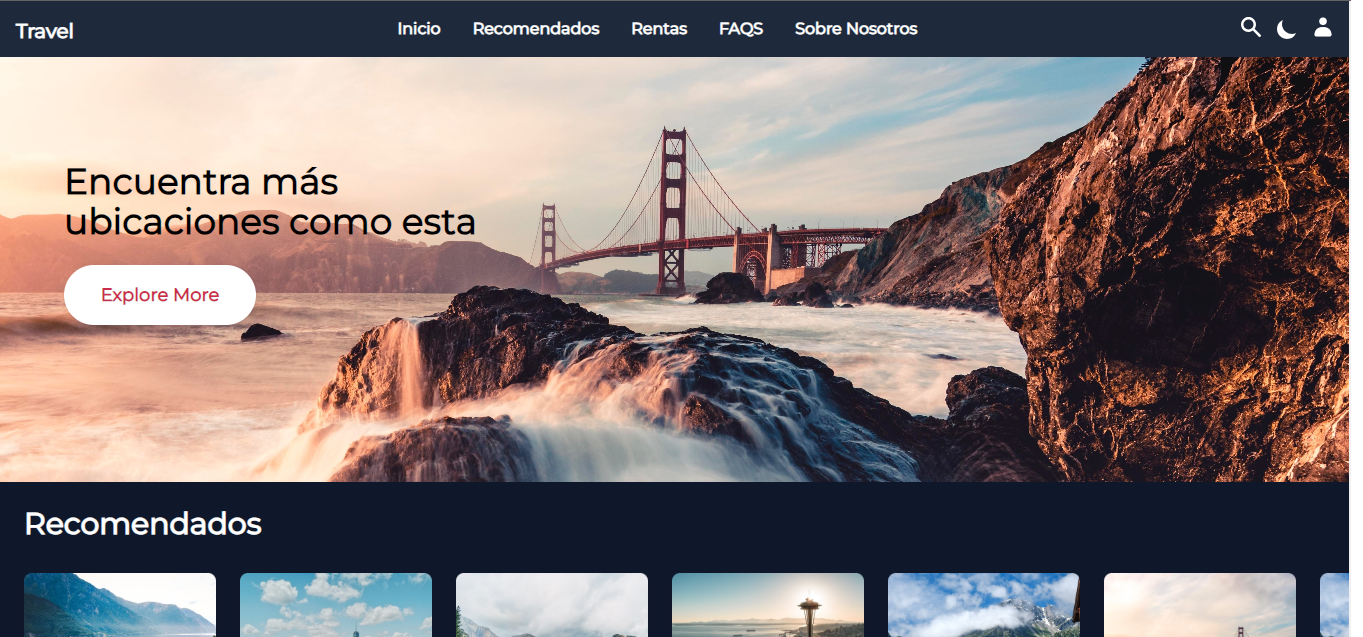 Travel
Inicio Recomendados Rentas FAQS Sobre Nosotros
Encuentra más
ubicaciones como esta
Explore More
Recomendados